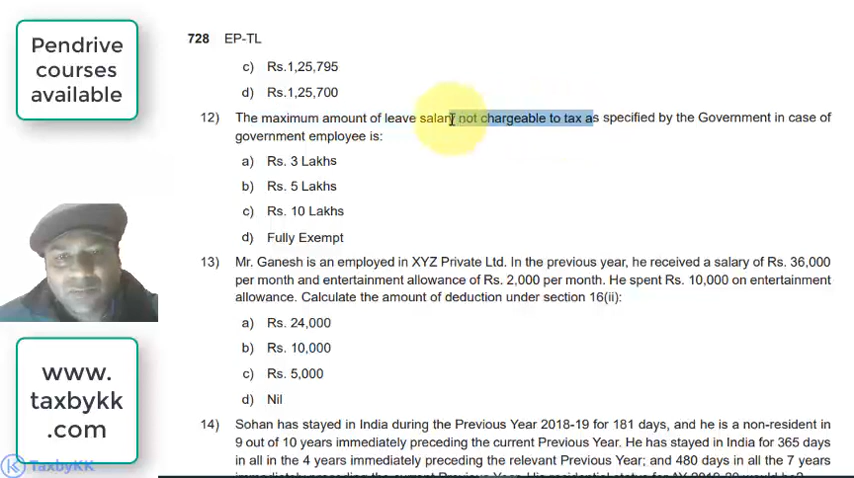 Pendrive
courses
available
728 EP-TL
c) Rs.1,25,795
d) Rs.1,25,700
12) The maximum amount of leave salary not chargeable to tax as specified by the Government in case of
government employee is:
a) Rs. 3 Lakhs
b) Rs. 5 Lakhs
c) Rs. 10 Lakhs
d) Fully Exempt
13) Mr. Ganesh is an employed in XYZ Private Ltd. In the previous year, he received a salary of Rs. 36,000
per month and entertainment allowance of Rs. 2,000 per month. He spent Rs. 10,000 on entertainment
allowance. Calculate the amount of deduction under section 16(ii):
a) Rs. 24,000
b) Rs. 10,000
c) Rs. 5,000
d) Nil
14) Sohan has stayed in India during the Previous Year 2018-19 for 181 days, and he is a non-resident in
9 out of 10 years immediately preceding the current Previous Year. He has stayed in India for 365 days
in all in the 4 years immediately preceding the relevant Previous Year; and 480 days in all the 7 years
www.
taxbykk
.com
TaxbyKK